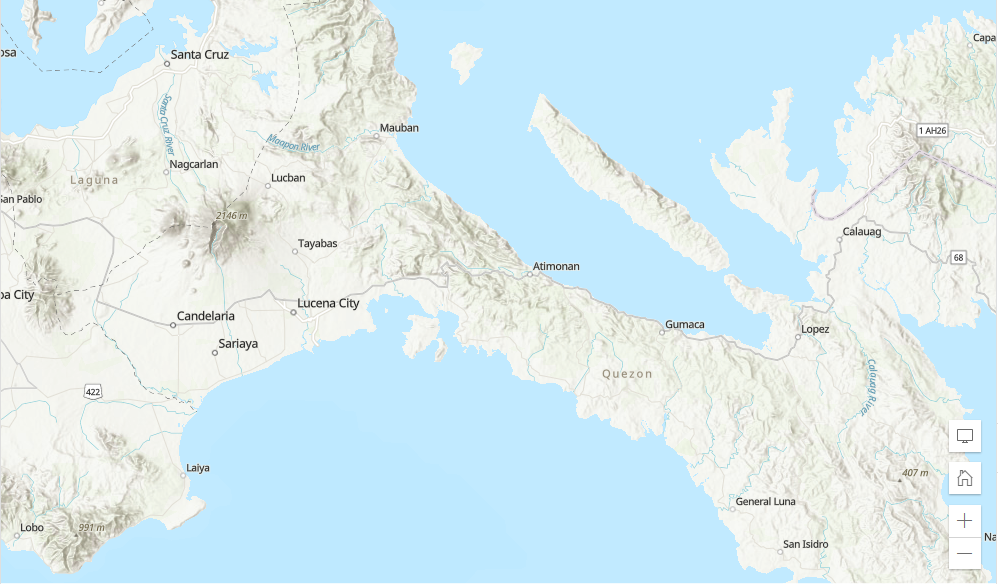 Capa
osa
Santa Cruz
Mauban
1 AH26
Santa Cruz River
Maapon River
Nagcarlan
Laguna
Lucban
San Pablo
2146 m
Calauag
Tayabas
68
Atimonan
pa City
Lucena City
Candelaria
Gumaca
Lopez
Sariaya
Quezon
Calauag River
422
Laiya
407 m
General Luna
991 m
Lobo
Na
San Isidro